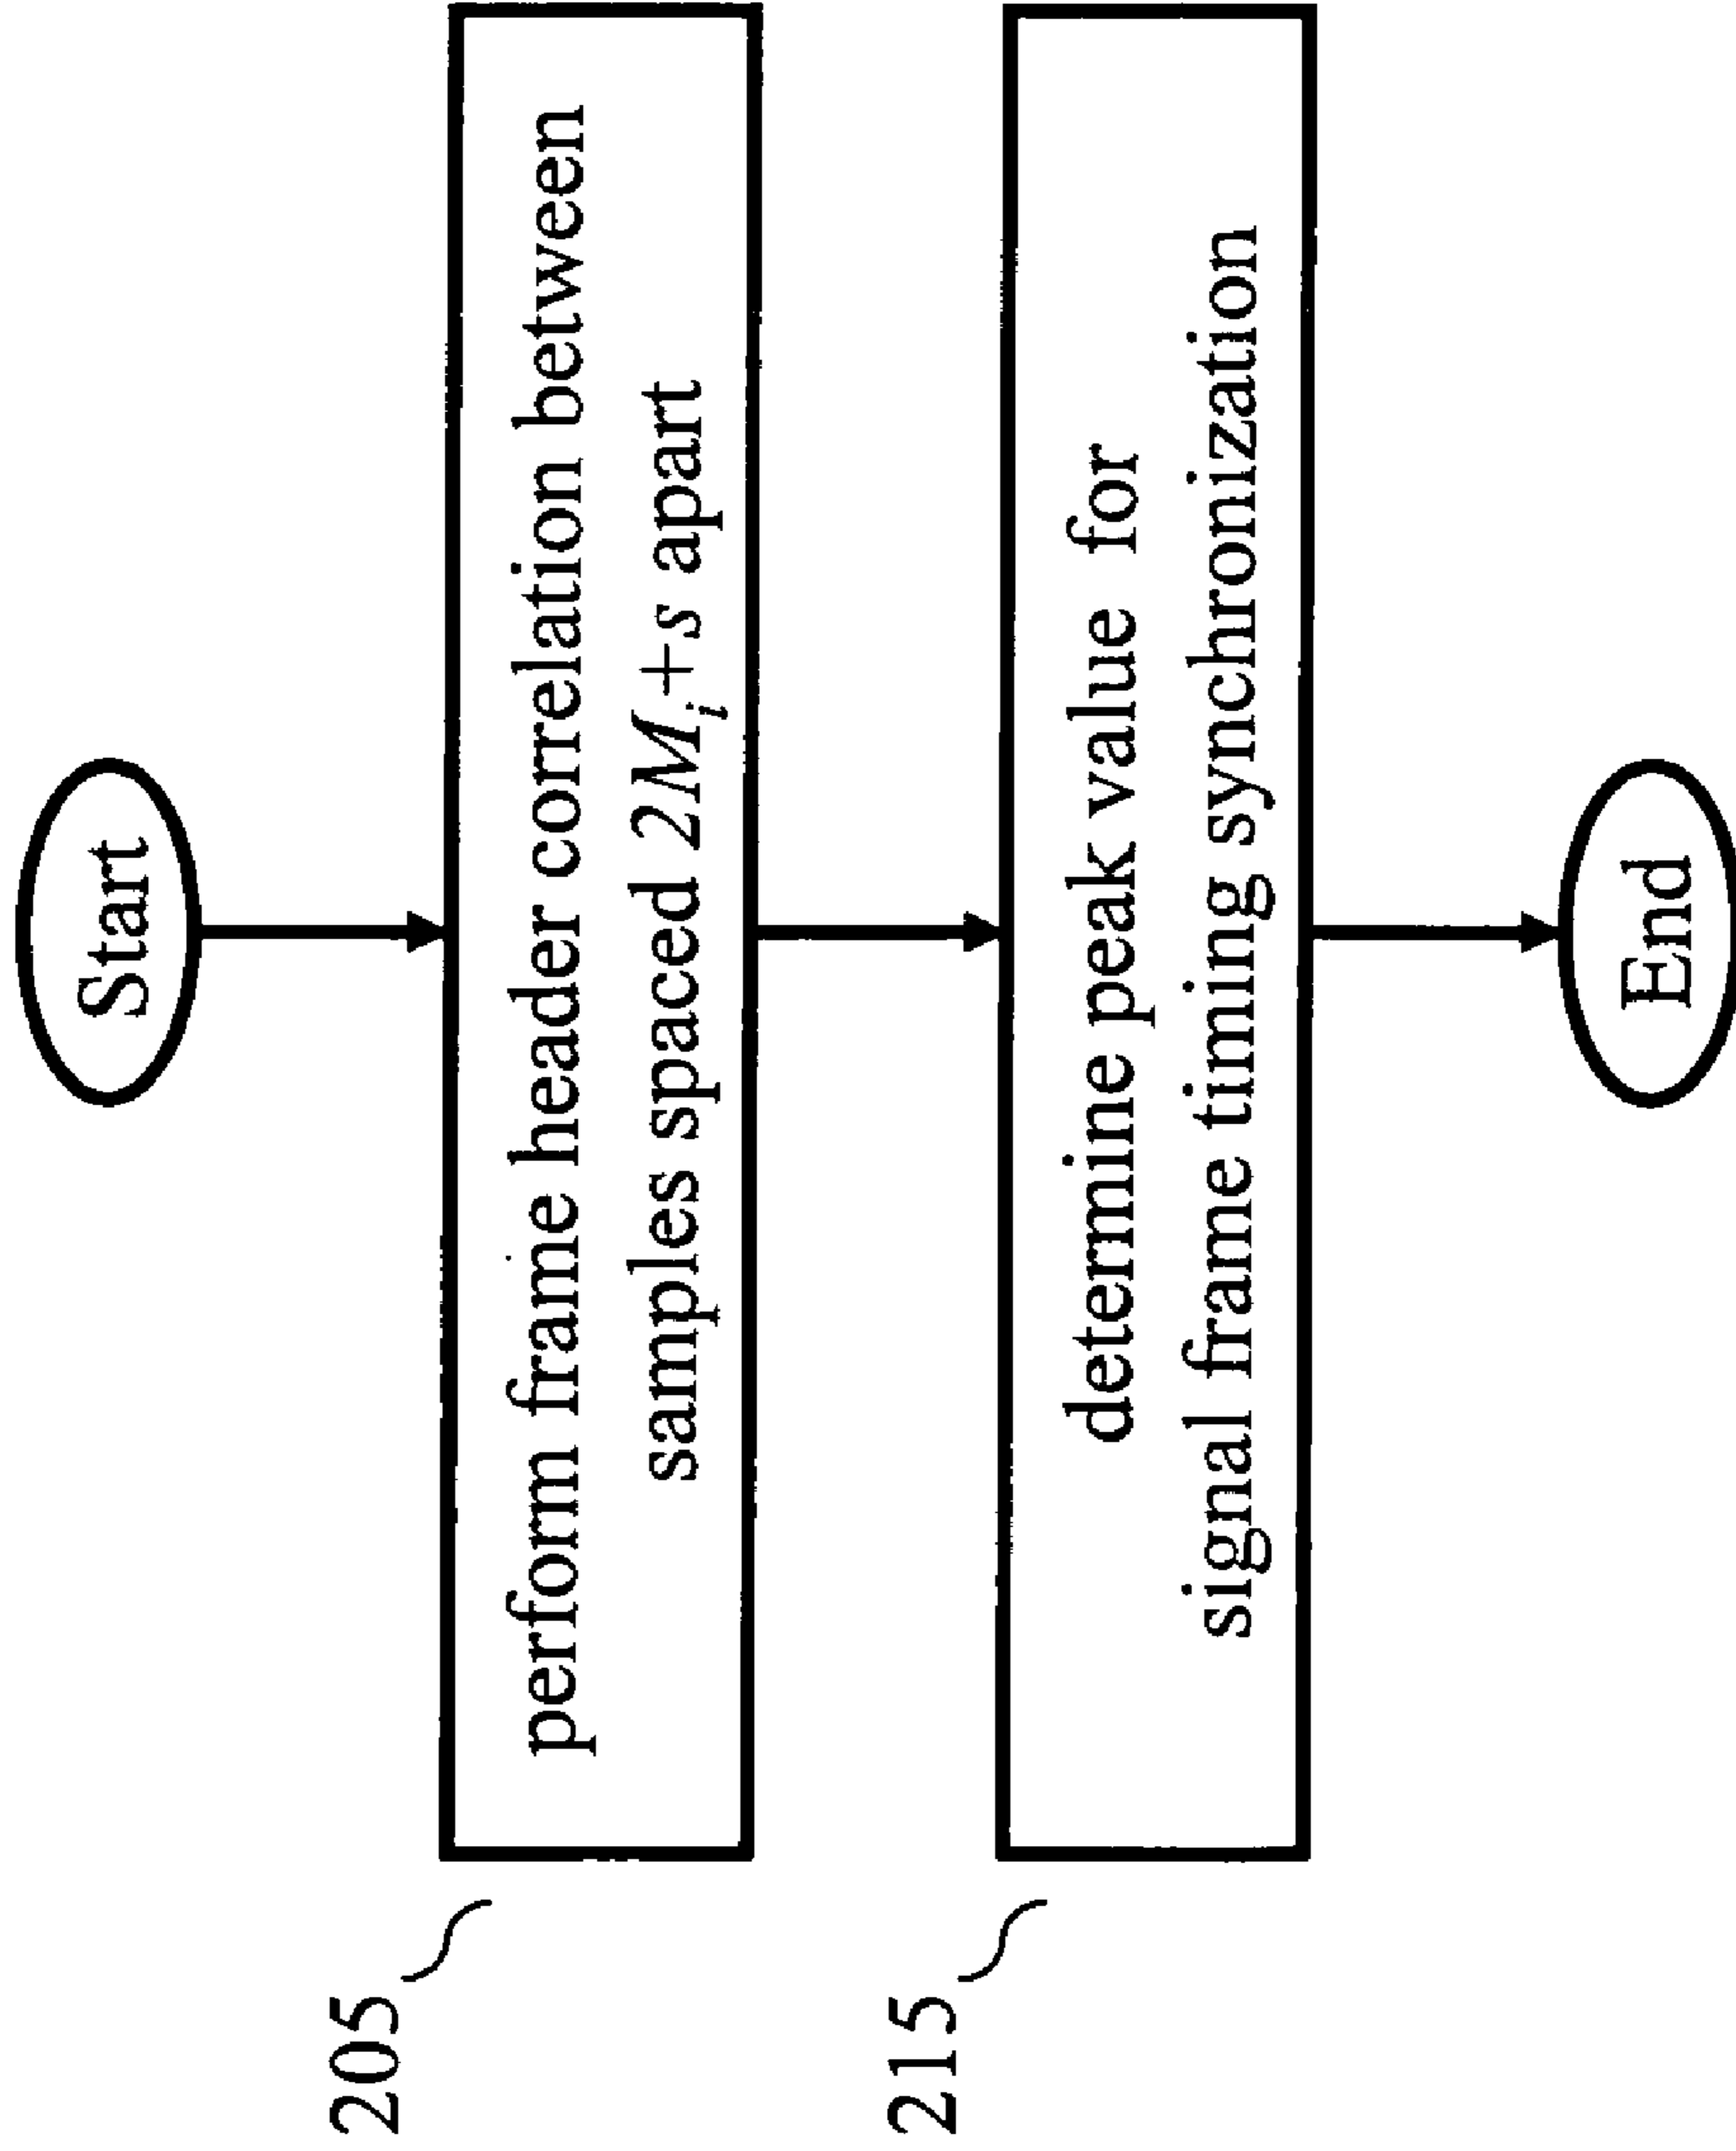 Start
205
perform frame header correlation between
samples spaced 2Mᵢ+s apart
215
determine peak value for
signal frame timing synchronization
End